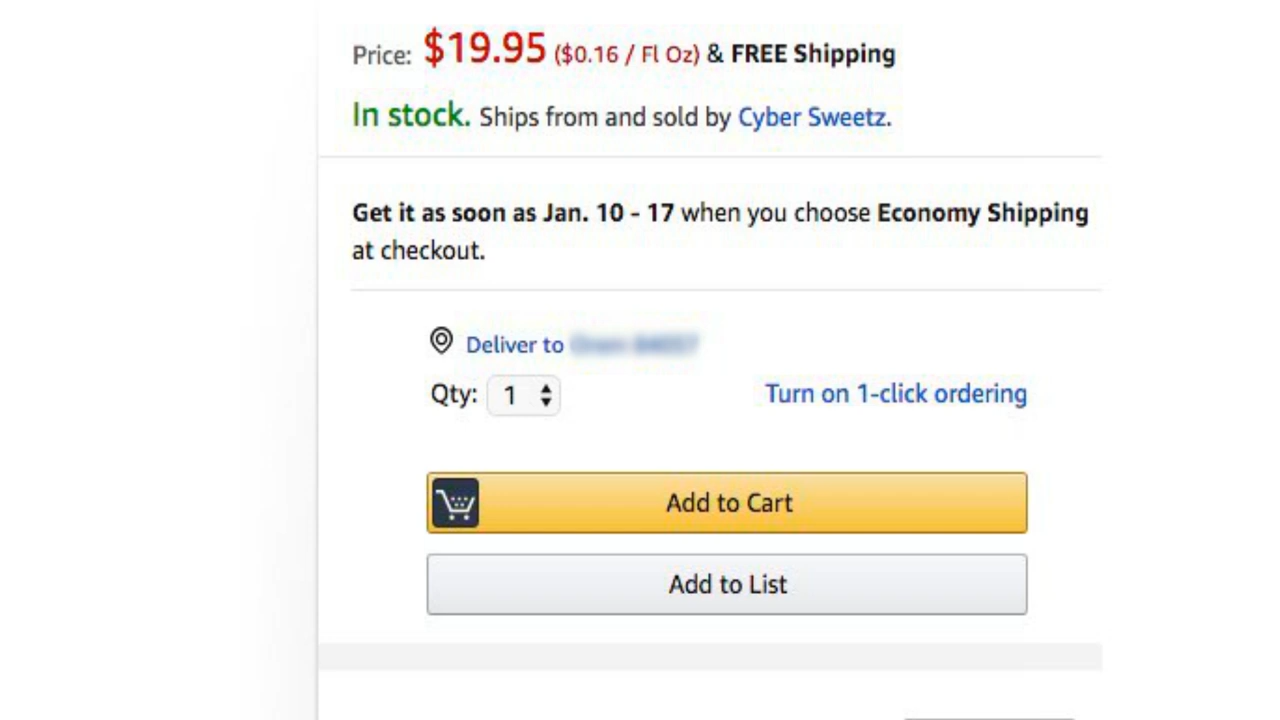 Price: $19.95 ($0.16 / Fl Oz) & FREE Shipping
In stock. Ships from and sold by Cyber Sweetz.
Get it as soon as Jan. 10 - 17 when you choose Economy Shipping
at checkout.
Deliver to
Qty: 1 Turn on 1-click ordering
Add to Cart
Add to List